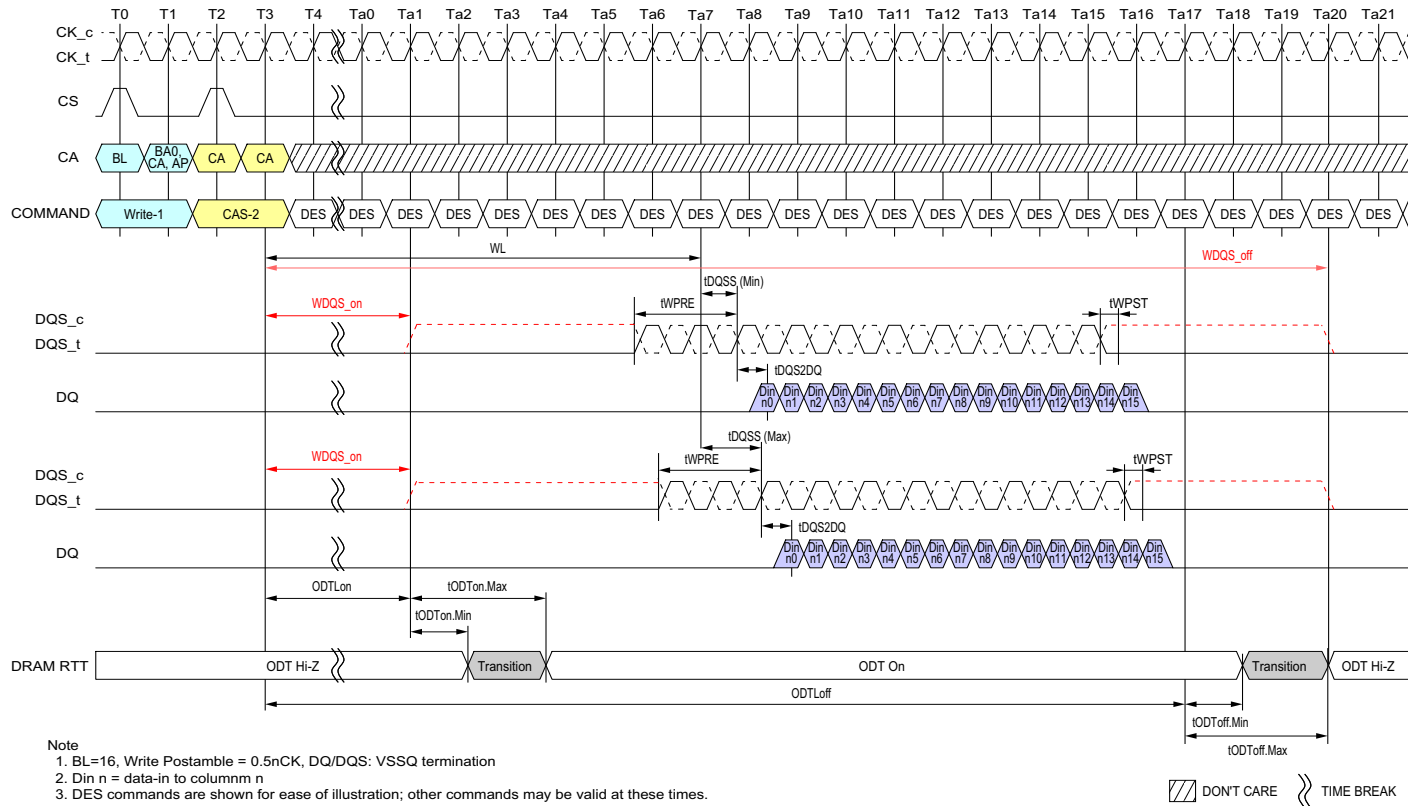 T0 T1 T2 T3 T4 Ta0 Ta1 Ta2 Ta3 Ta4 Ta5 Ta6 Ta7 Ta8 Ta9 Ta10 Ta11 Ta12 Ta13 Ta14 Ta15 Ta16 Ta17 Ta18 Ta19 Ta20 Ta21
CK_c
CK_t
CS
CA BL BA0, CA, AP CA CA
COMMAND Write-1 CAS-2 DES DES DES DES DES DES DES DES DES DES DES DES DES DES DES DES DES DES DES DES DES DES DES
WL
WDQS_off
tDQSS (Min)
WDQS_on tWPRE tWPST
DQS_c
DQS_t
tDQS2DQ
DQ Din n0 Din n1 Din n2 Din n3 Din n4 Din n5 Din n6 Din n7 Din n8 Din n9 Din n10 Din n11 Din n12 Din n13 Din n14 Din n15
tDQSS (Max)
WDQS_on tWPRE tWPST
DQS_c
DQS_t
tDQS2DQ
DQ Din n0 Din n1 Din n2 Din n3 Din n4 Din n5 Din n6 Din n7 Din n8 Din n9 Din n10 Din n11 Din n12 Din n13 Din n14 Din n15
ODTLon tODTon.Max
tODTon.Min
DRAM RTT ODT Hi-Z Transition ODT On Transition ODT Hi-Z
ODTLoff
tODToff.Min
tODToff.Max
Note
1. BL=16, Write Postamble = 0.5nCK, DQ/DQS: VSSQ termination
2. Din n = data-in to columnm n
3. DES commands are shown for ease of illustration; other commands may be valid at these times.
DON'T CARE TIME BREAK